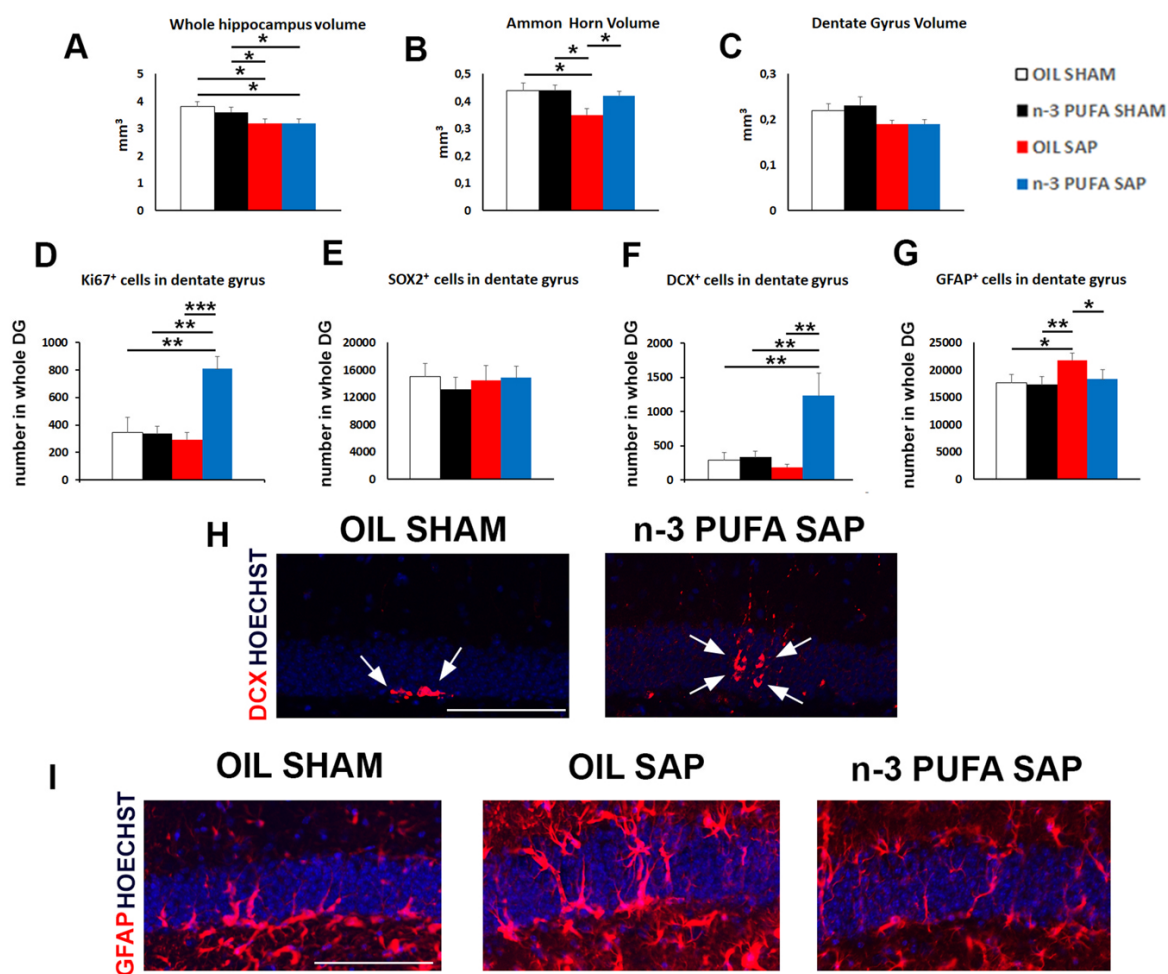 Whole hippocampus volume
A
*
*
*
*
5
4
3
2
1
0
mm³
Ammon Horn Volume
B
*
*
*
0,5
0,4
0,3
0,2
0,1
0
mm³
Dentate Gyrus Volume
C
0,3
0,2
0,1
0
mm³
OIL SHAM
n-3 PUFA SHAM
OIL SAP
n-3 PUFA SAP
D
Ki67⁺ cells in dentate gyrus
***
**
**
number in whole DG
1000
800
600
400
200
0
E
SOX2⁺ cells in dentate gyrus
number in whole DG
20000
16000
12000
8000
4000
0
F
DCX⁺ cells in dentate gyrus
**
**
**
number in whole DG
2000
1500
1000
500
0
G
GFAP⁺ cells in dentate gyrus
*
**
*
number in whole DG
25000
20000
15000
10000
5000
0
H
OIL SHAM
n-3 PUFA SAP
DCX HOECHST
I
OIL SHAM
OIL SAP
n-3 PUFA SAP
GFAP HOECHST